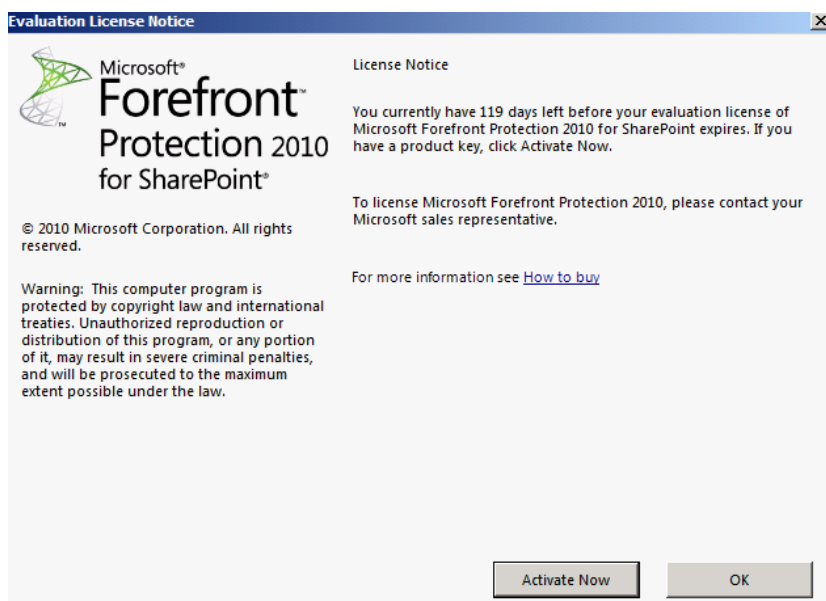 Evaluation License Notice
Microsoft®
Forefront™
Protection 2010
for SharePoint®
TM
© 2010 Microsoft Corporation. All rights
reserved.
Warning: This computer program is
protected by copyright law and international
treaties. Unauthorized reproduction or
distribution of this program, or any portion
of it, may result in severe criminal penalties,
and will be prosecuted to the maximum
extent possible under the law.
License Notice
You currently have 119 days left before your evaluation license of
Microsoft Forefront Protection 2010 for SharePoint expires. If you
have a product key, click Activate Now.
To license Microsoft Forefront Protection 2010, please contact your
Microsoft sales representative.
For more information see How to buy
Activate Now
OK